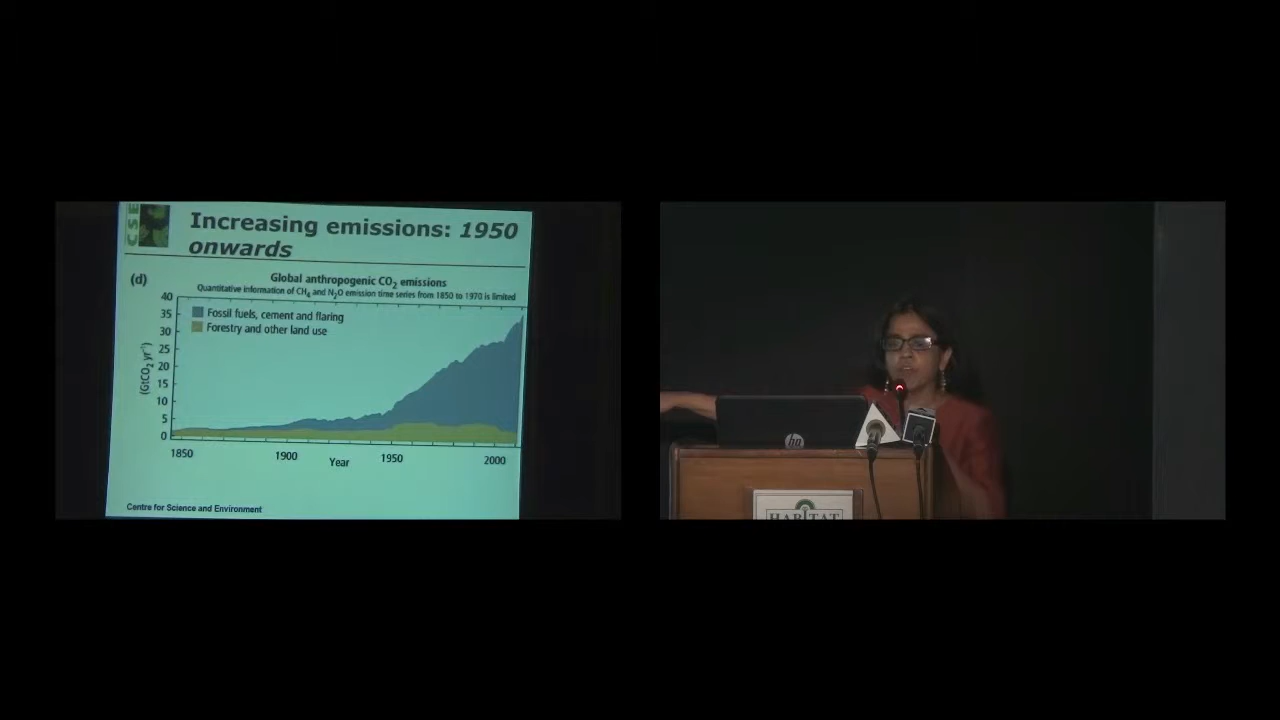 CSE
Increasing emissions: 1950
onwards
(d)
Global anthropogenic CO₂ emissions
Quantitative information of CH₄ and N₂O emission time series from 1850 to 1970 is limited
40
35
30
25
20
15
10
5
0
(GtCO₂ yr⁻¹)
Fossil fuels, cement and flaring
Forestry and other land use
1850
1900
1950
2000
Year
Centre for Science and Environment
hp
HABITAT